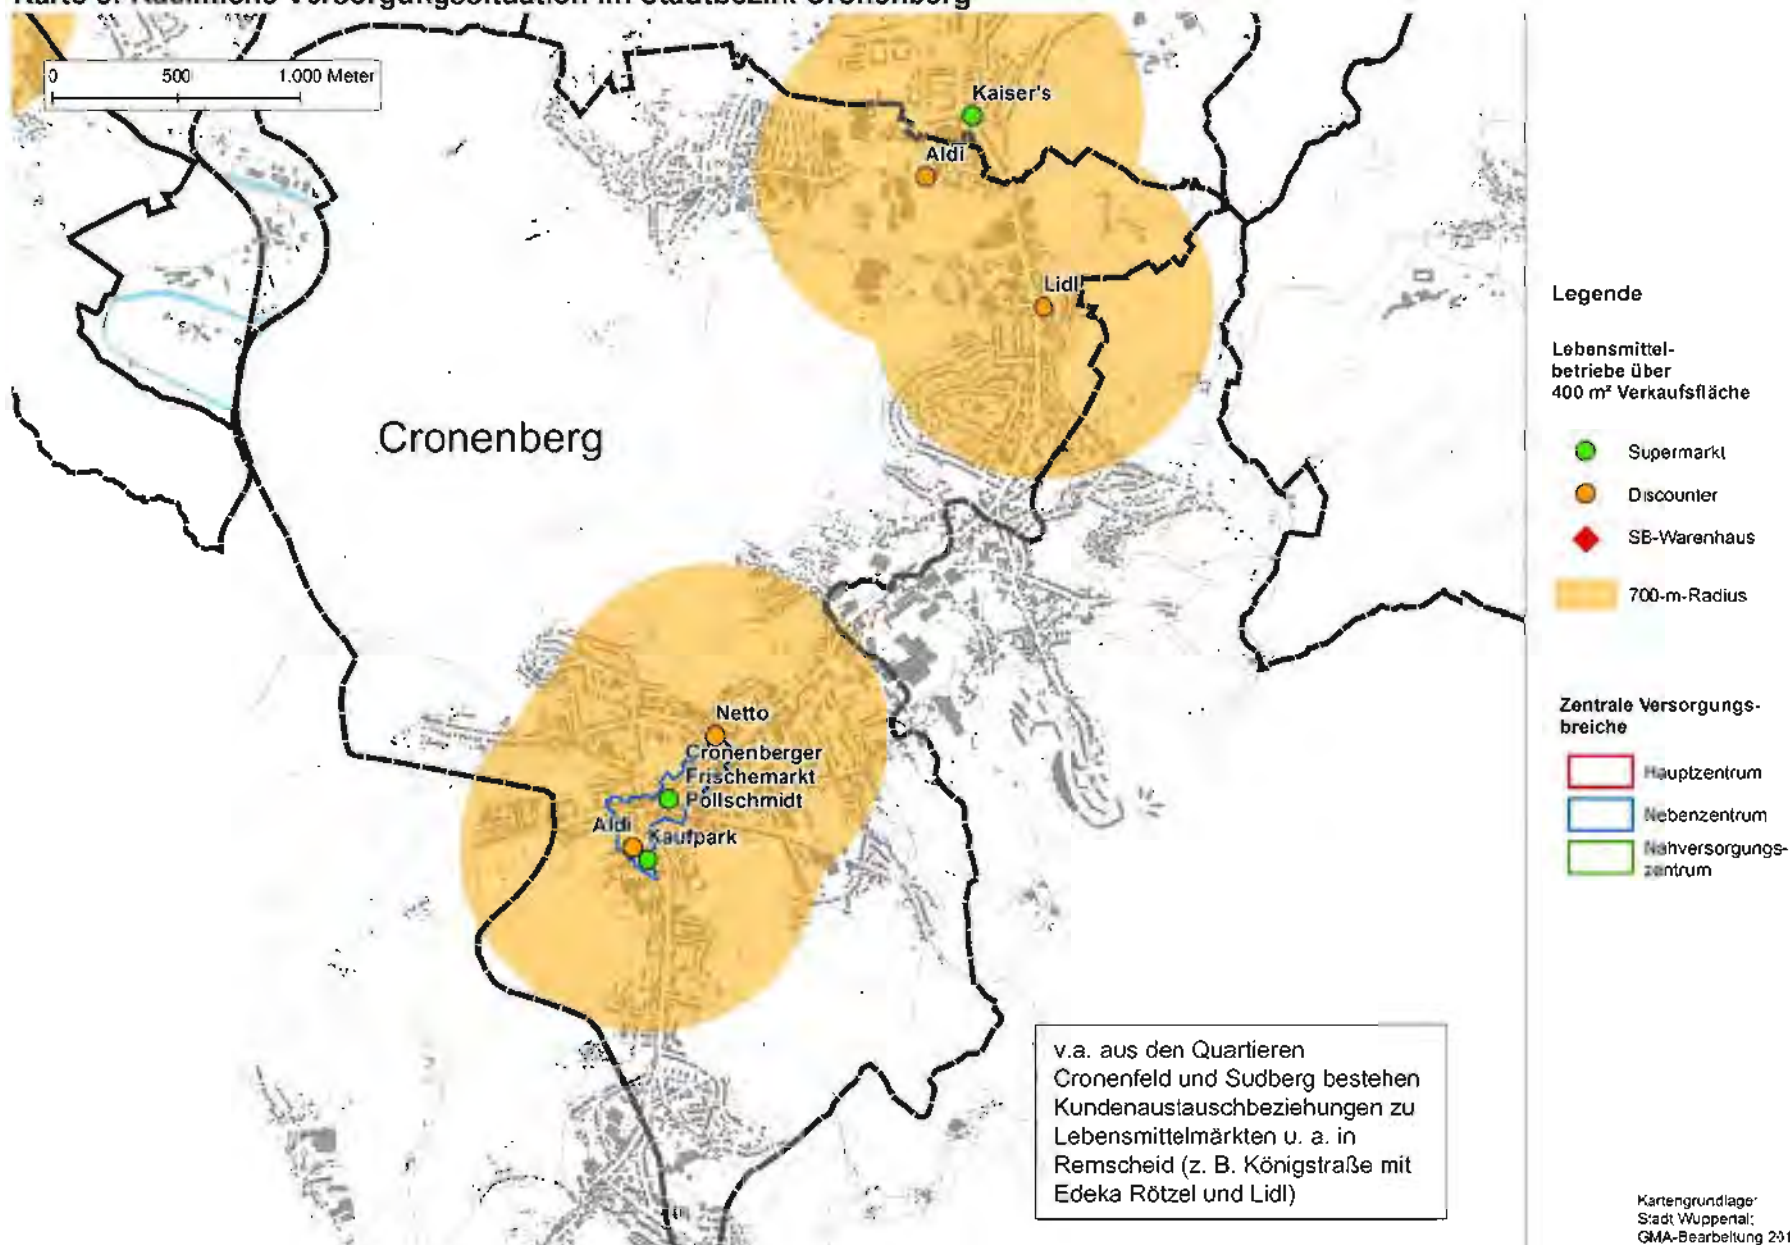 0 500 1.000 Meter
Kaiser's
Aldi
Lidl
Cronenberg
Netto
Cronenberger
Frischemarkt
Pöllschmidt
Aldi
Kaufpark
v.a. aus den Quartieren
Cronenfeld und Sudberg bestehen
Kundenaustauschbeziehungen zu
Lebensmittelmärkten u. a. in
Remscheid (z. B. Königstraße mit
Edeka Rötzel und Lidl)
Legende
Lebensmittel-
betriebe über
400 m² Verkaufsfläche
Supermarkt
Discounter
SB-Warenhaus
700-m-Radius
Zentrale Versorgungs-
breiche
Hauptzentrum
Nebenzentrum
Nahversorgungs-
zentrum
Kartengrundlage:
Stadt Wuppertal;
GMA-Bearbeitung